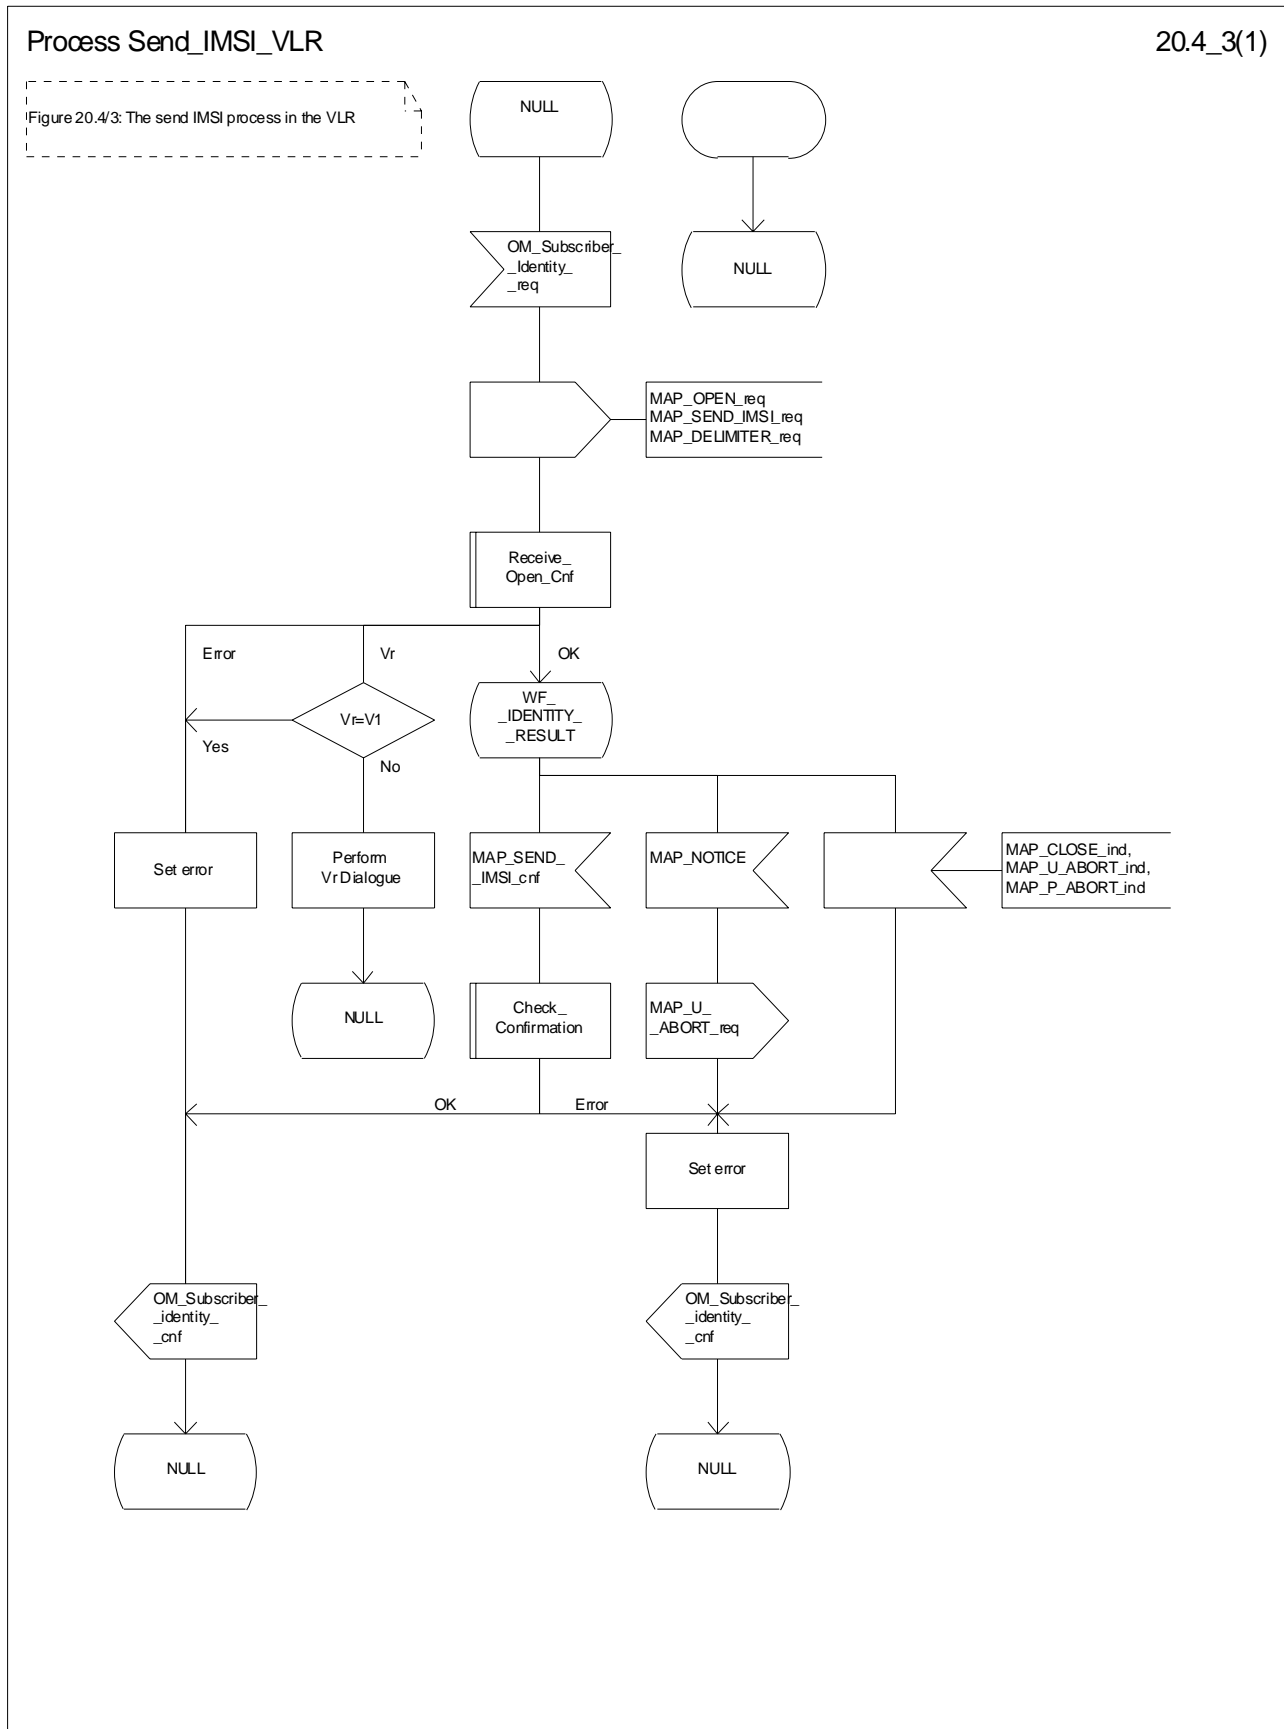 Process Send_IMSI_VLR
20.4_3(1)
Figure 20.4/3: The send IMSI process in the VLR
NULL
OM_Subscriber_
_Identity_
_req
NULL
MAP_OPEN_req
MAP_SEND_IMSI_req
MAP_DELIMITER_req
Receive_
Open_Cnf
Error
Vr
OK
Vr=V1
WF_
_IDENTITY_
_RESULT
Yes
No
Set error
Perform
Vr Dialogue
MAP_SEND_
_IMSI_cnf
MAP_NOTICE
MAP_CLOSE_ind,
MAP_U_ABORT_ind,
MAP_P_ABORT_ind
NULL
Check_
Confirmation
MAP_U_
_ABORT_req
OK
Error
Set error
OM_Subscriber_
_identity_
_cnf
OM_Subscriber_
_identity_
_cnf
NULL
NULL